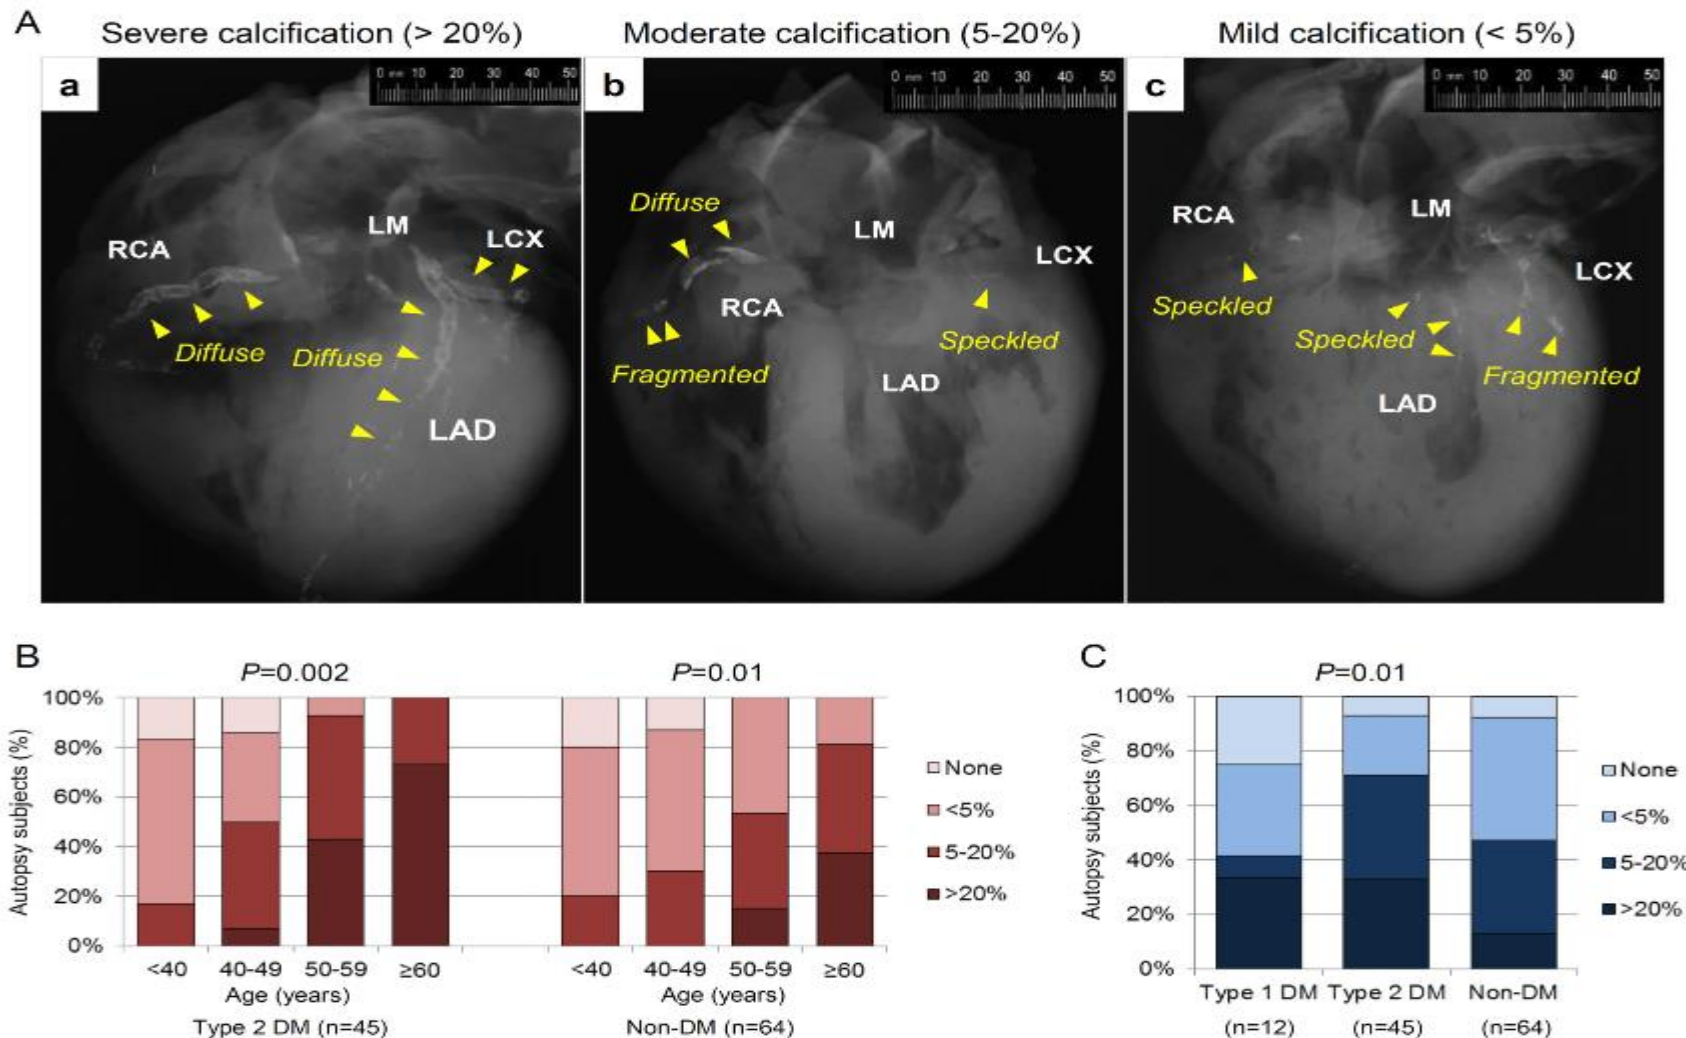 A
Severe calcification (> 20%)
Moderate calcification (5-20%)
Mild calcification (< 5%)
a
0 mm 10 20 30 40 50
RCA
LM
LCX
Diffuse
Diffuse
LAD
b
0 mm 10 20 30 40 50
Diffuse
LM
LCX
RCA
Speckled
Fragmented
LAD
c
0 mm 10 20 30 40 50
RCA
LM
LCX
Speckled
Speckled
Fragmented
LAD
B
P=0.002
P=0.01
Autopsy subjects (%)
100%
80%
60%
40%
20%
0%
<40 40-49 50-59 ≥60
Age (years)
Type 2 DM (n=45)
<40 40-49 50-59 ≥60
Age (years)
Non-DM (n=64)
None
<5%
5-20%
>20%
C
P=0.01
Autopsy subjects (%)
100%
80%
60%
40%
20%
0%
Type 1 DM Type 2 DM Non-DM
(n=12) (n=45) (n=64)
None
<5%
5-20%
>20%